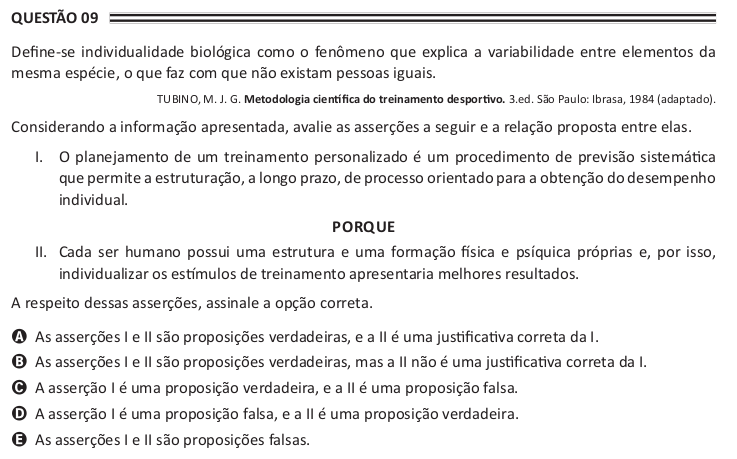 QUESTÃO 09
Define-se individualidade biológica como o fenômeno que explica a variabilidade entre elementos da
mesma espécie, o que faz com que não existam pessoas iguais.
TUBINO, M. J. G. Metodologia científica do treinamento desportivo. 3.ed. São Paulo: Ibrasa, 1984 (adaptado).
Considerando a informação apresentada, avalie as asserções a seguir e a relação proposta entre elas.
I. O planejamento de um treinamento personalizado é um procedimento de previsão sistemática
que permite a estruturação, a longo prazo, de processo orientado para a obtenção do desempenho
individual.
PORQUE
II. Cada ser humano possui uma estrutura e uma formação física e psíquica próprias e, por isso,
individualizar os estímulos de treinamento apresentaria melhores resultados.
A respeito dessas asserções, assinale a opção correta.
A As asserções I e II são proposições verdadeiras, e a II é uma justificativa correta da I.
B As asserções I e II são proposições verdadeiras, mas a II não é uma justificativa correta da I.
C A asserção I é uma proposição verdadeira, e a II é uma proposição falsa.
D A asserção I é uma proposição falsa, e a II é uma proposição verdadeira.
E As asserções I e II são proposições falsas.